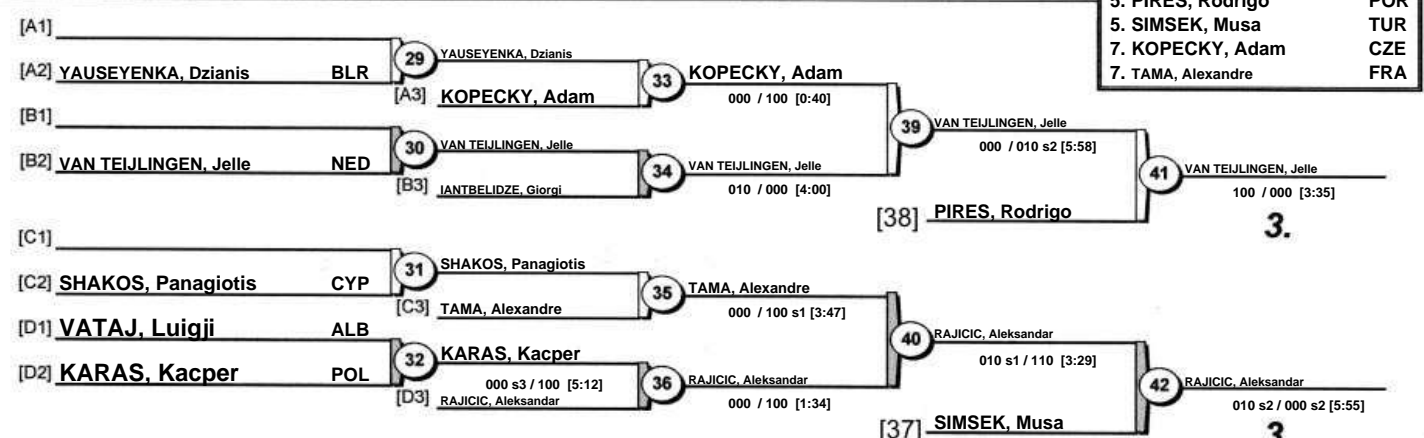 5. PIRES, Rodrigo POR
5. SIMSEK, Musa TUR
7. KOPECKY, Adam CZE
7. TAMA, Alexandre FRA
[A1]
[A2] YAUSEYENKA, Dzianis BLR
29
YAUSEYENKA, Dzianis
[A3] KOPECKY, Adam
33
KOPECKY, Adam
000 / 100 [0:40]
[B1]
[B2] VAN TEIJLINGEN, Jelle NED
30
VAN TEIJLINGEN, Jelle
[B3] IANTBELIDZE, Giorgi
34
VAN TEIJLINGEN, Jelle
010 / 000 [4:00]
39
VAN TEIJLINGEN, Jelle
000 / 010 s2 [5:58]
[38] PIRES, Rodrigo
41
VAN TEIJLINGEN, Jelle
100 / 000 [3:35]
3.
[C1]
[C2] SHAKOS, Panagiotis CYP
31
SHAKOS, Panagiotis
[C3] TAMA, Alexandre
35
TAMA, Alexandre
000 / 100 s1 [3:47]
[D1] VATAJ, Luigji ALB
[D2] KARAS, Kacper POL
32
KARAS, Kacper
000 s3 / 100 [5:12]
[D3] RAJICIC, Aleksandar
36
RAJICIC, Aleksandar
000 / 100 [1:34]
40
RAJICIC, Aleksandar
010 s1 / 110 [3:29]
[37] SIMSEK, Musa
42
RAJICIC, Aleksandar
010 s2 / 000 s2 [5:55]
3.